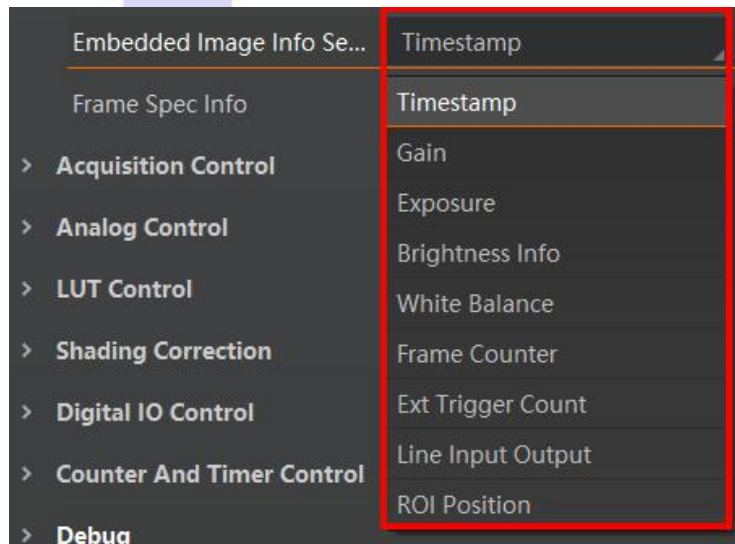 Embedded Image Info Se... Timestamp
Frame Spec Info Timestamp
Acquisition Control Gain
Exposure
Analog Control
Brightness Info
LUT Control White Balance
Shading Correction Frame Counter
Digital IO Control Ext Trigger Count
Line Input Output
Counter And Timer Control
ROI Position
Debug